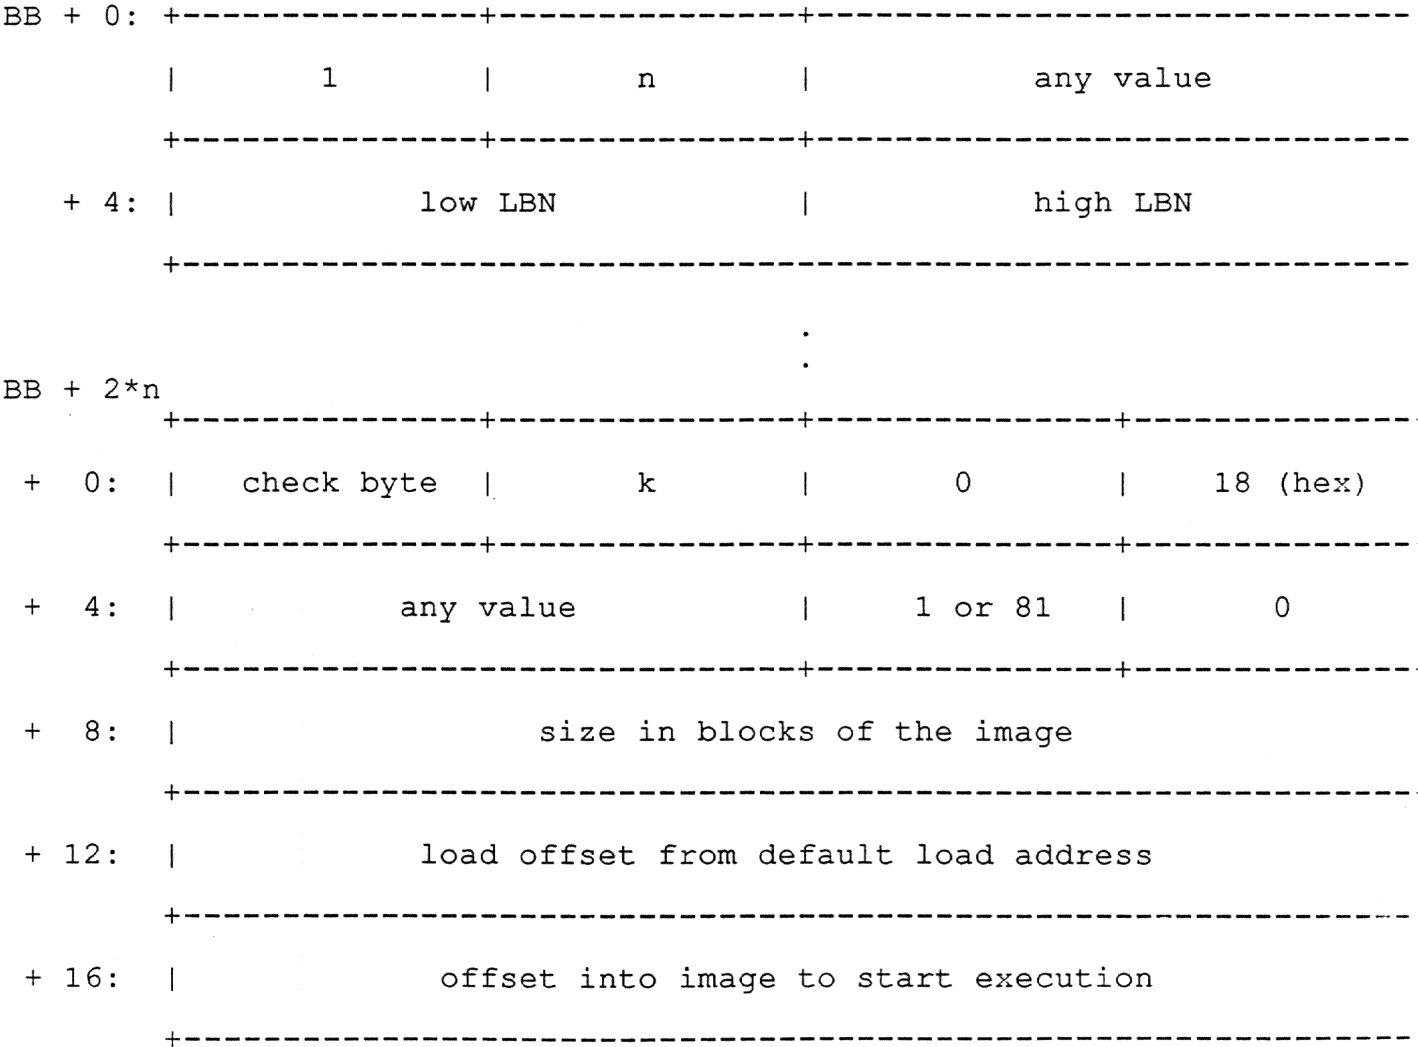 BB + 0: +---------------+---------------+-------------------------------
| 1 | n | any value
+---------------+---------------+-------------------------------
+ 4: | low LBN | high LBN
+---------------------------------------------------------------
.
.
BB + 2*n
+---------------+---------------+---------------+---------------
+ 0: | check byte | k | 0 | 18 (hex)
+---------------+---------------+---------------+---------------
+ 4: | any value | 1 or 81 | 0
+-------------------------------+---------------+---------------
+ 8: | size in blocks of the image
+---------------------------------------------------------------
+ 12: | load offset from default load address
+---------------------------------------------------------------
+ 16: | offset into image to start execution
+---------------------------------------------------------------